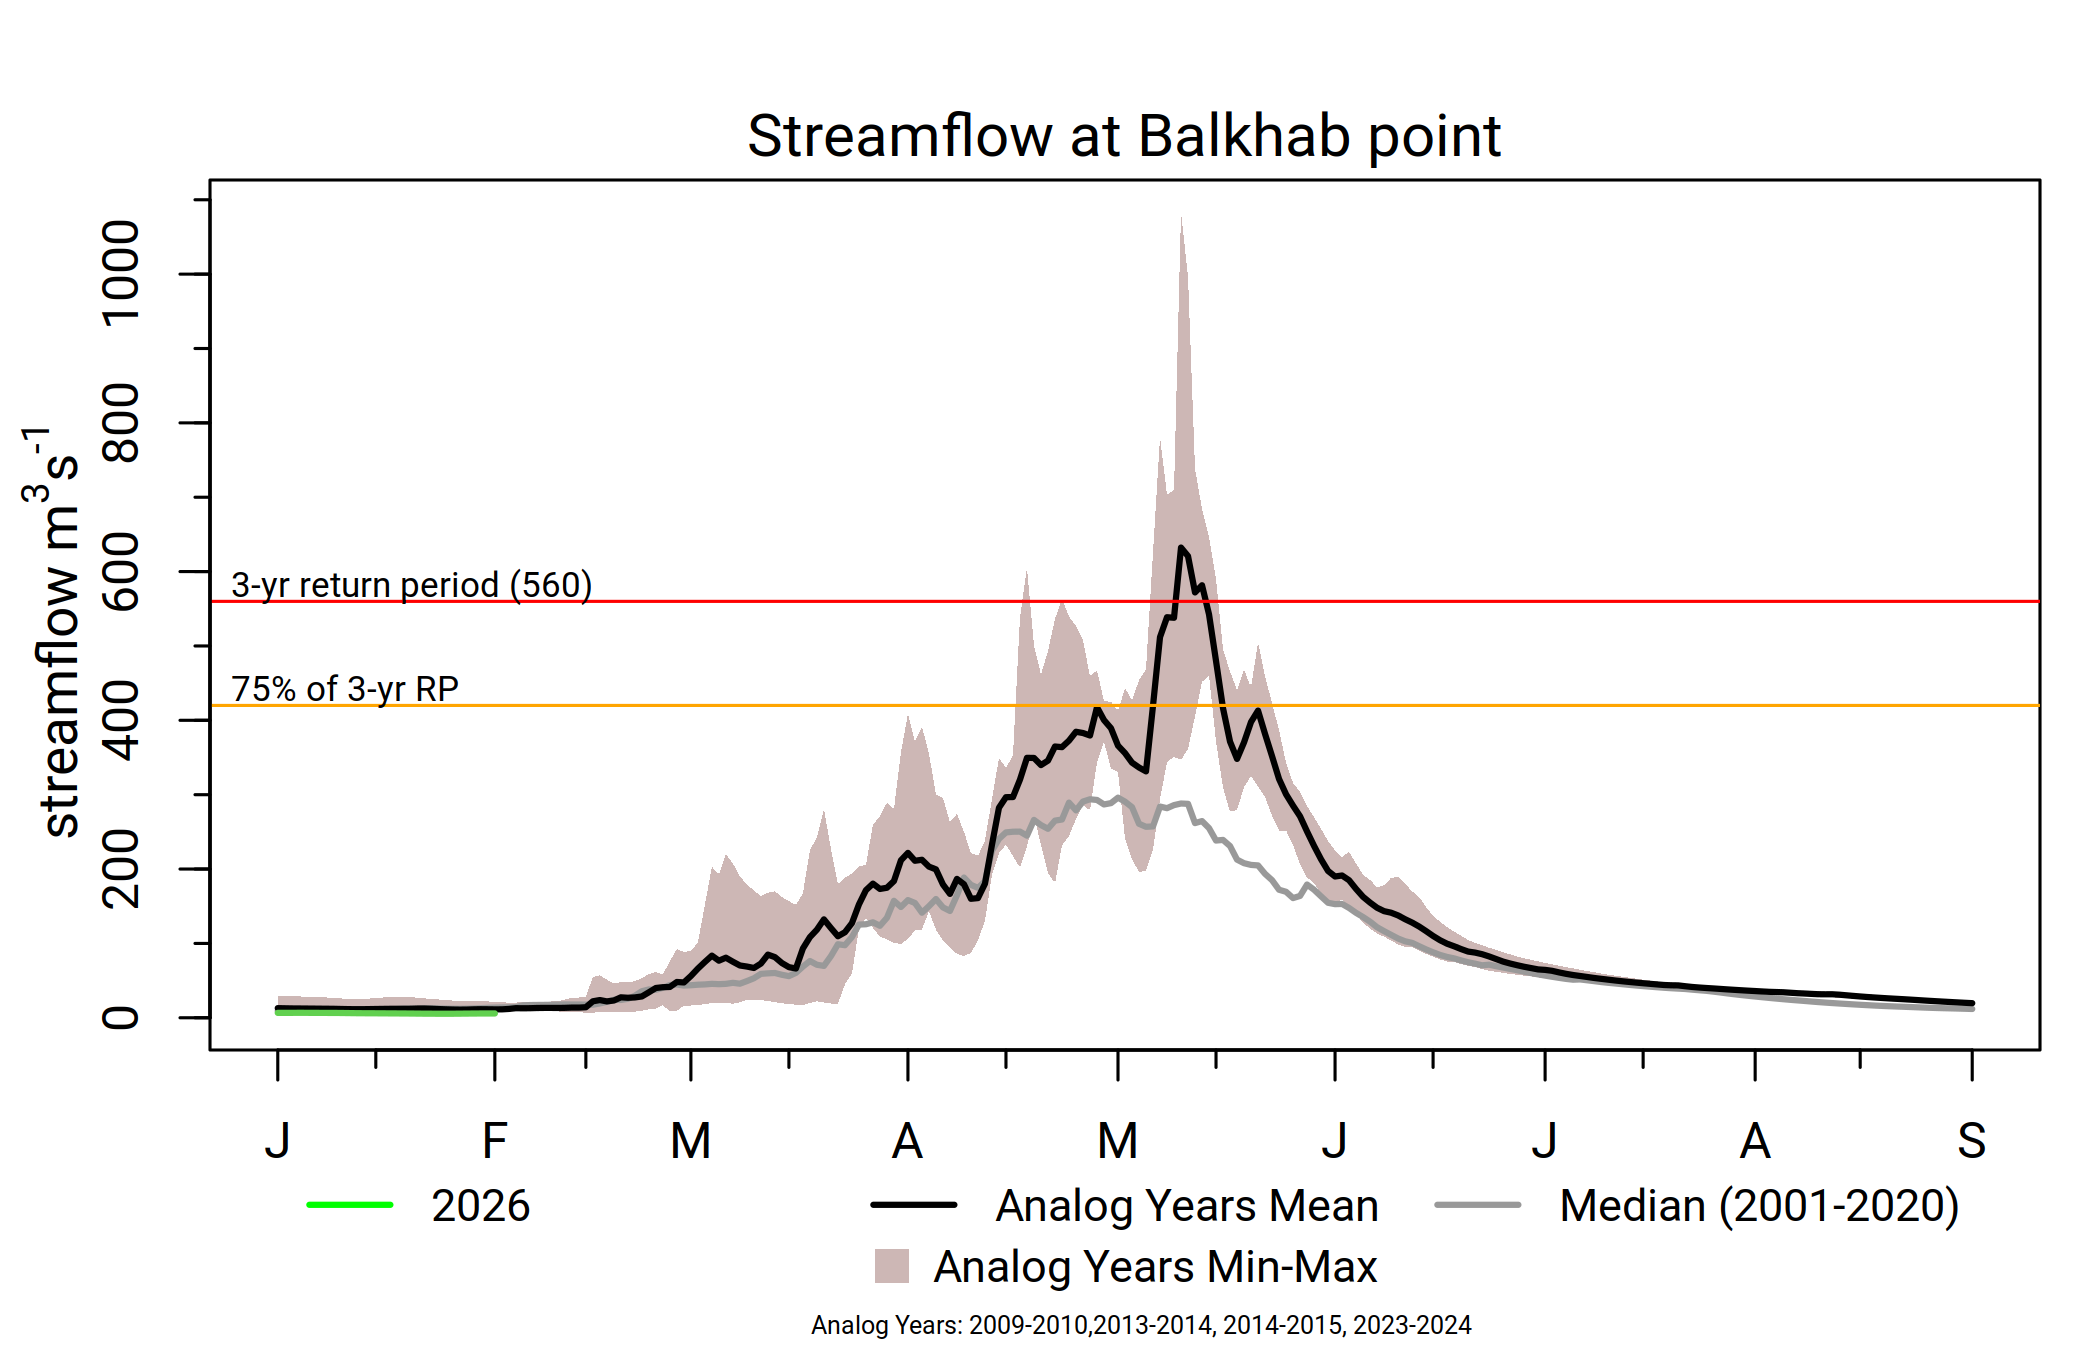 Streamflow at Balkhab point
streamflow m³s⁻¹
1000
800
600
400
200
0
3-yr return period (560)
75% of 3-yr RP
J F M A M J J A S
2026 Analog Years Mean Median (2001-2020)
Analog Years Min-Max
Analog Years: 2009-2010,2013-2014, 2014-2015, 2023-2024